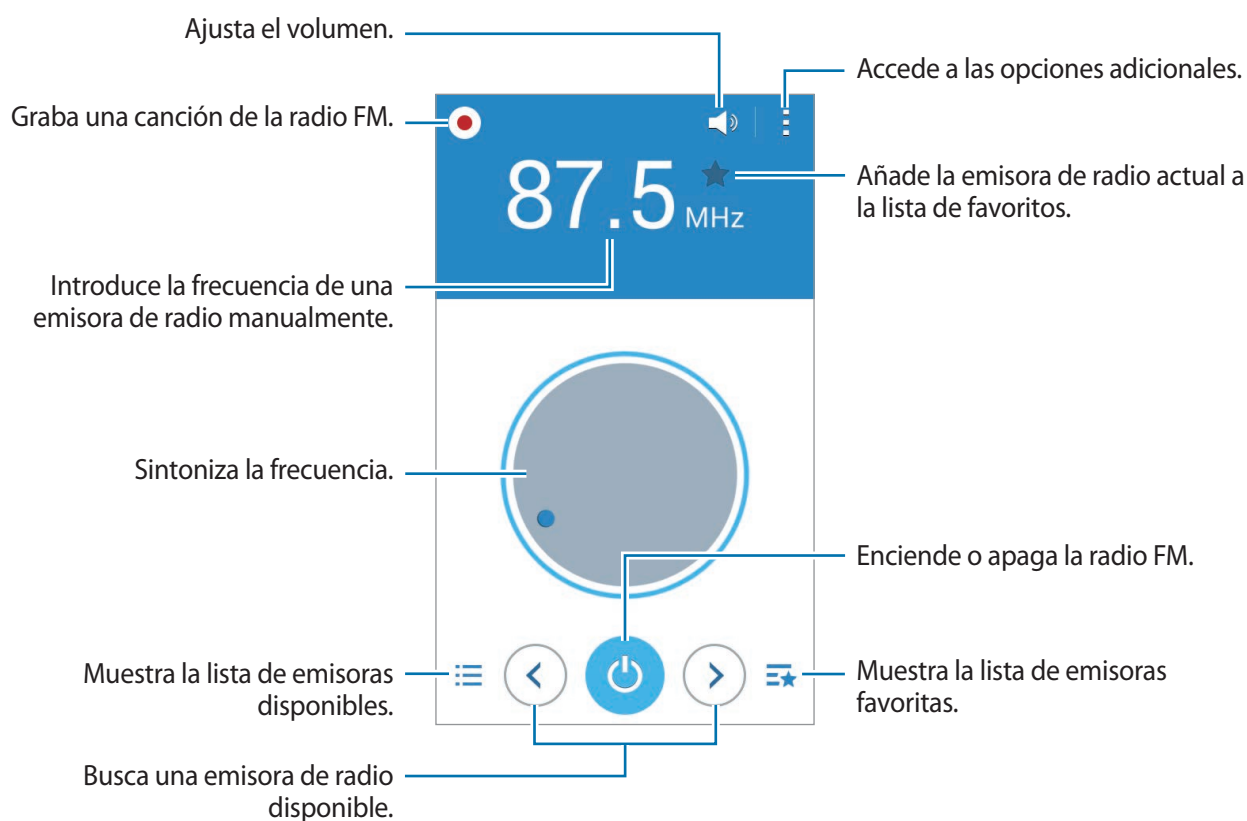 Ajusta el volumen.
Accede a las opciones adicionales.
Graba una canción de la radio FM.
87.5 MHz
Añade la emisora de radio actual a
la lista de favoritos.
Introduce la frecuencia de una
emisora de radio manualmente.
Sintoniza la frecuencia.
Enciende o apaga la radio FM.
Muestra la lista de emisoras
disponibles.
Muestra la lista de emisoras
favoritas.
Busca una emisora de radio
disponible.